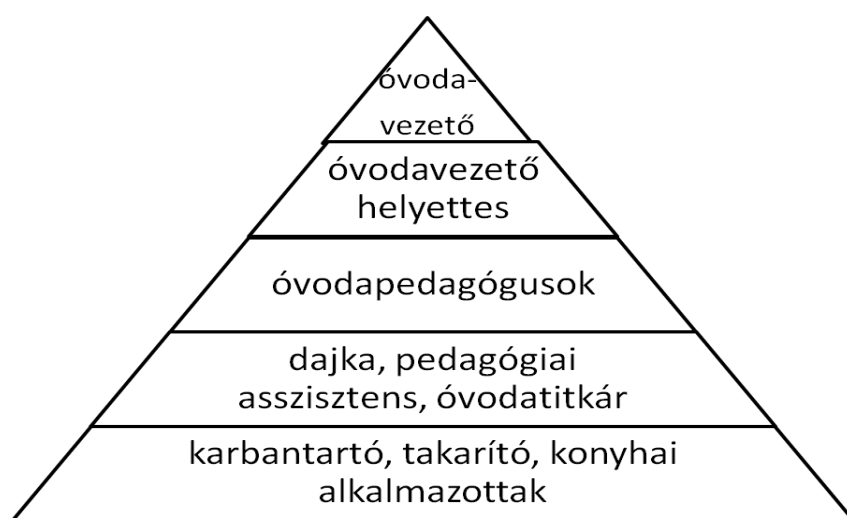 óvoda-
vezető
óvodavezető
helyettes
óvodapedagógusok
dajka, pedagógiai
asszisztens, óvodatitkár
karbantartó, takarító, konyhai
alkalmazottak